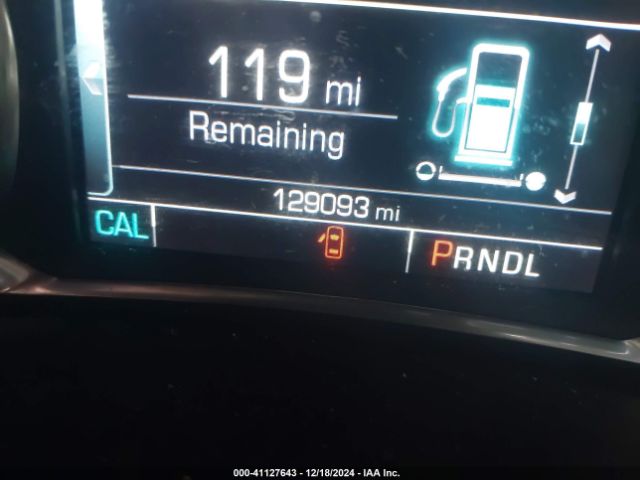 119 mi
Remaining
129093 mi
CAL
PRNDL
000-41127643 - 12/18/2024 - IAA Inc.